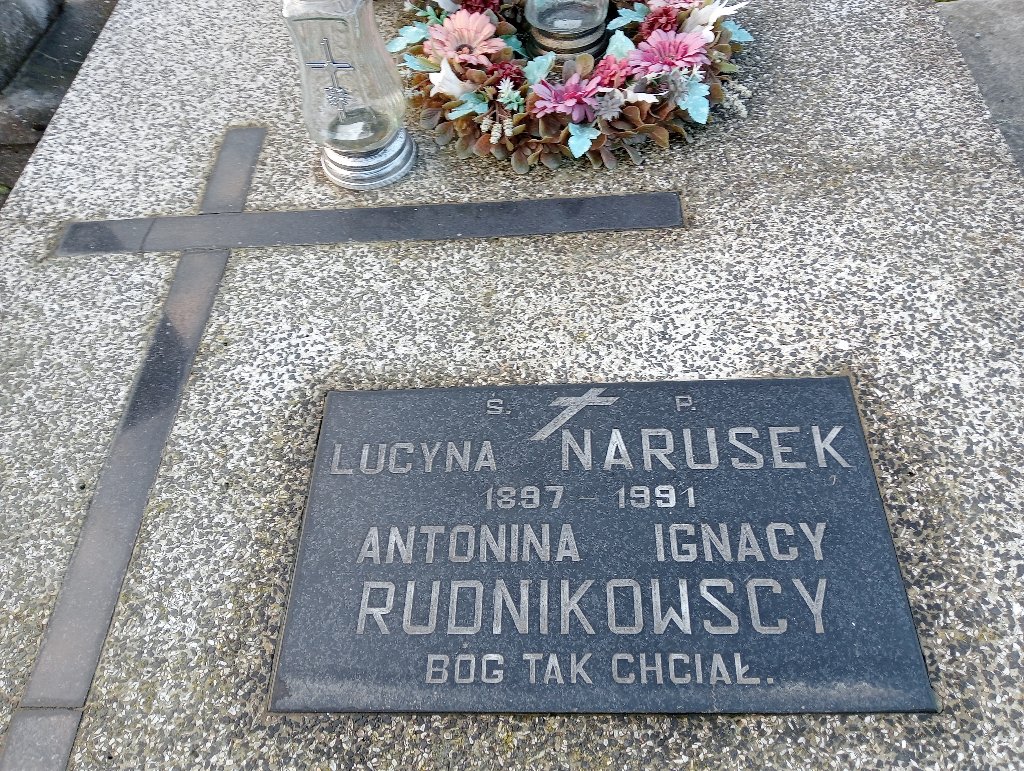 S. P.
LUCYNA NARUSEK
1897 - 1991
ANTONINA IGNACY
RUDNIKOWSCY
BÓG TAK CHCIAŁ.